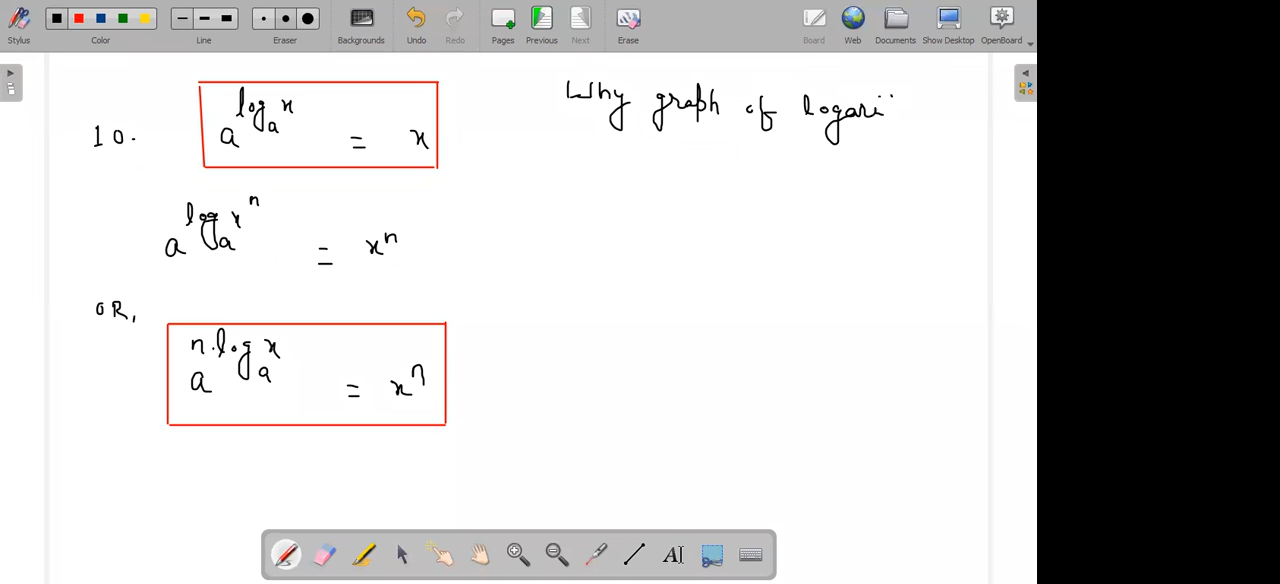 Stylus Color Line Eraser Backgrounds Undo Redo Pages Previous Next Erase Board Web Documents Show Desktop OpenBoard
10. a^{log_a x} = x
Why graph of logari
a^{log_a x^n} = x^n
OR,
a^{n.log_a x} = x^n
AI